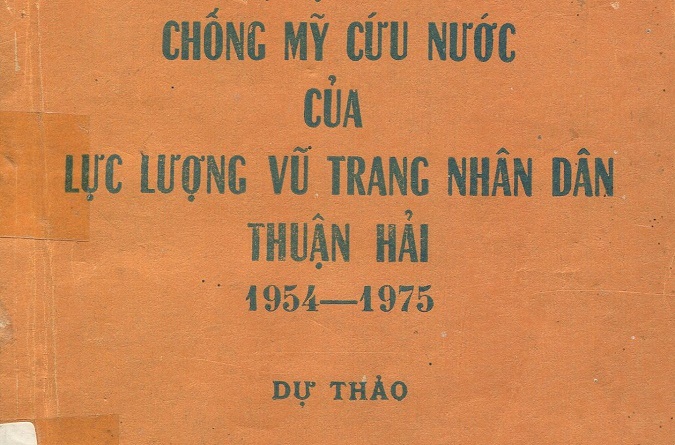 CHỐNG MỸ CỨU NƯỚC
CỦA
LỰC LƯỢNG VŨ TRANG NHÂN DÂN
THUẬN HẢI
1954—1975
DỰ THẢO